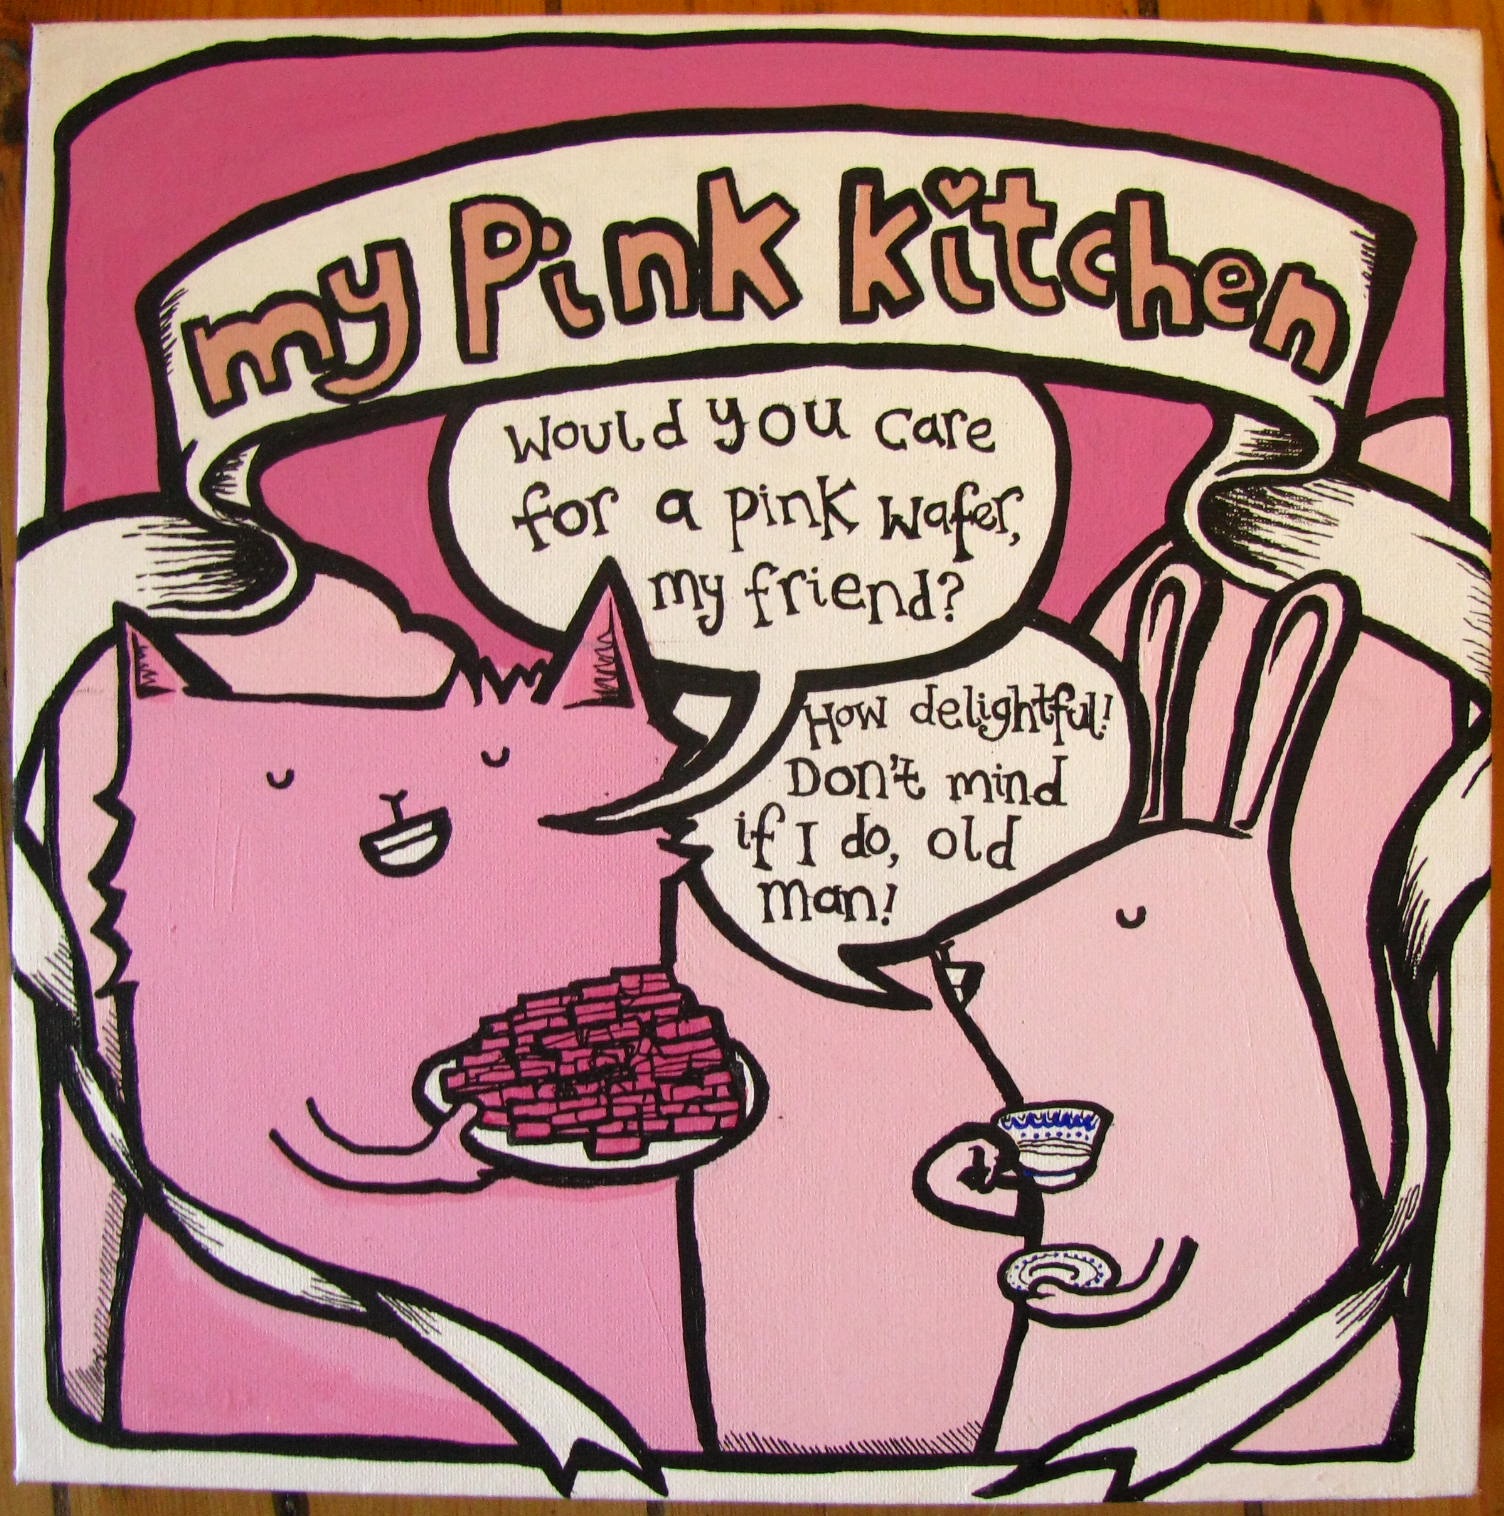 my Pink kitchen
Would you care
for a pink wafer,
my friend?
How delightful!
Don't mind
if I do, old
man!